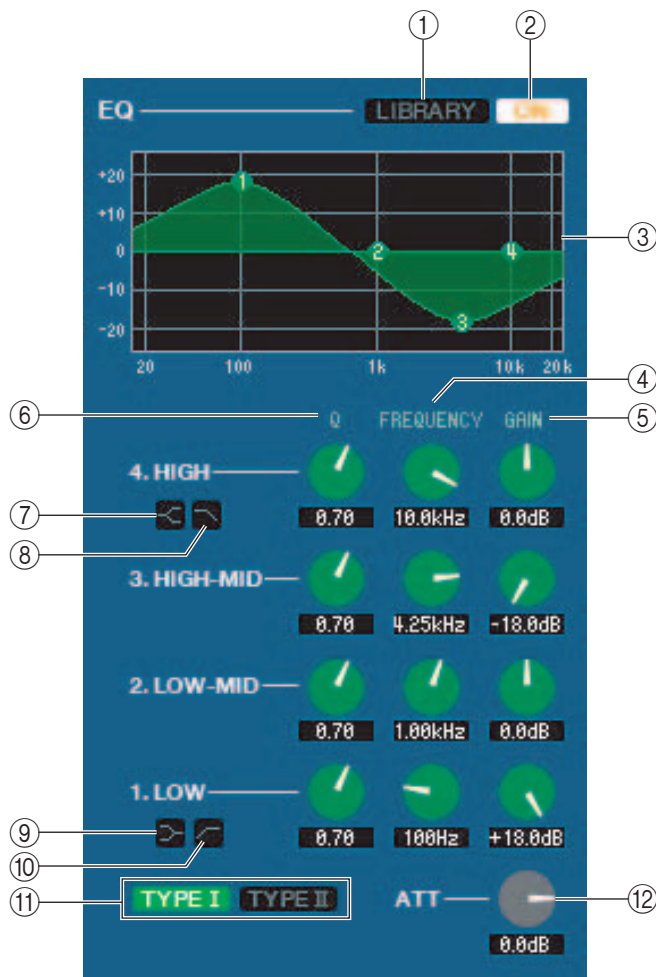 ① ②
EQ LIBRARY ON
+20
+10
0
-10
-20
1 2 4 3
③
20 100 1k 10k 20k
④
⑥ Q FREQUENCY GAIN ⑤
4. HIGH
⑦
⑧
0.70 10.0kHz 0.0dB
3. HIGH-MID
0.70 4.25kHz -18.0dB
2. LOW-MID
0.70 1.00kHz 0.0dB
1. LOW
⑨
⑩
0.70 100Hz +18.0dB
⑪ TYPE I TYPE II ATT ⑫
0.0dB